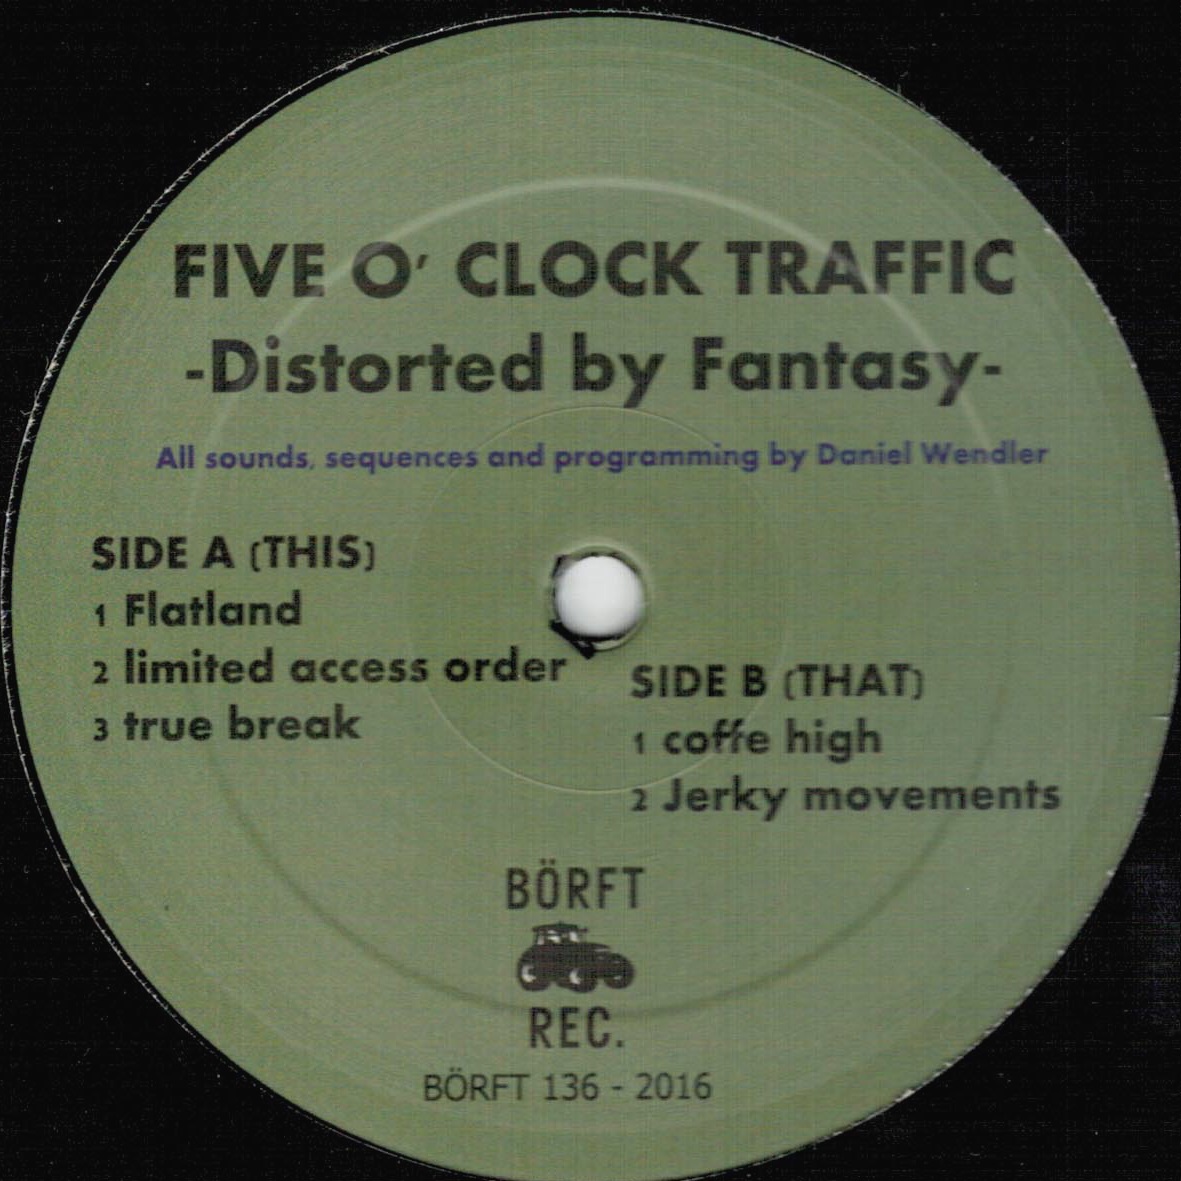 FIVE O' CLOCK TRAFFIC
-Distorted by Fantasy-
All sounds, sequences and programming by Daniel Wendler
SIDE A (THIS)
1 Flatland
2 limited access order
3 true break
SIDE B (THAT)
1 coffe high
2 Jerky movements
BÖRFT
REC.
BÖRFT 136 - 2016